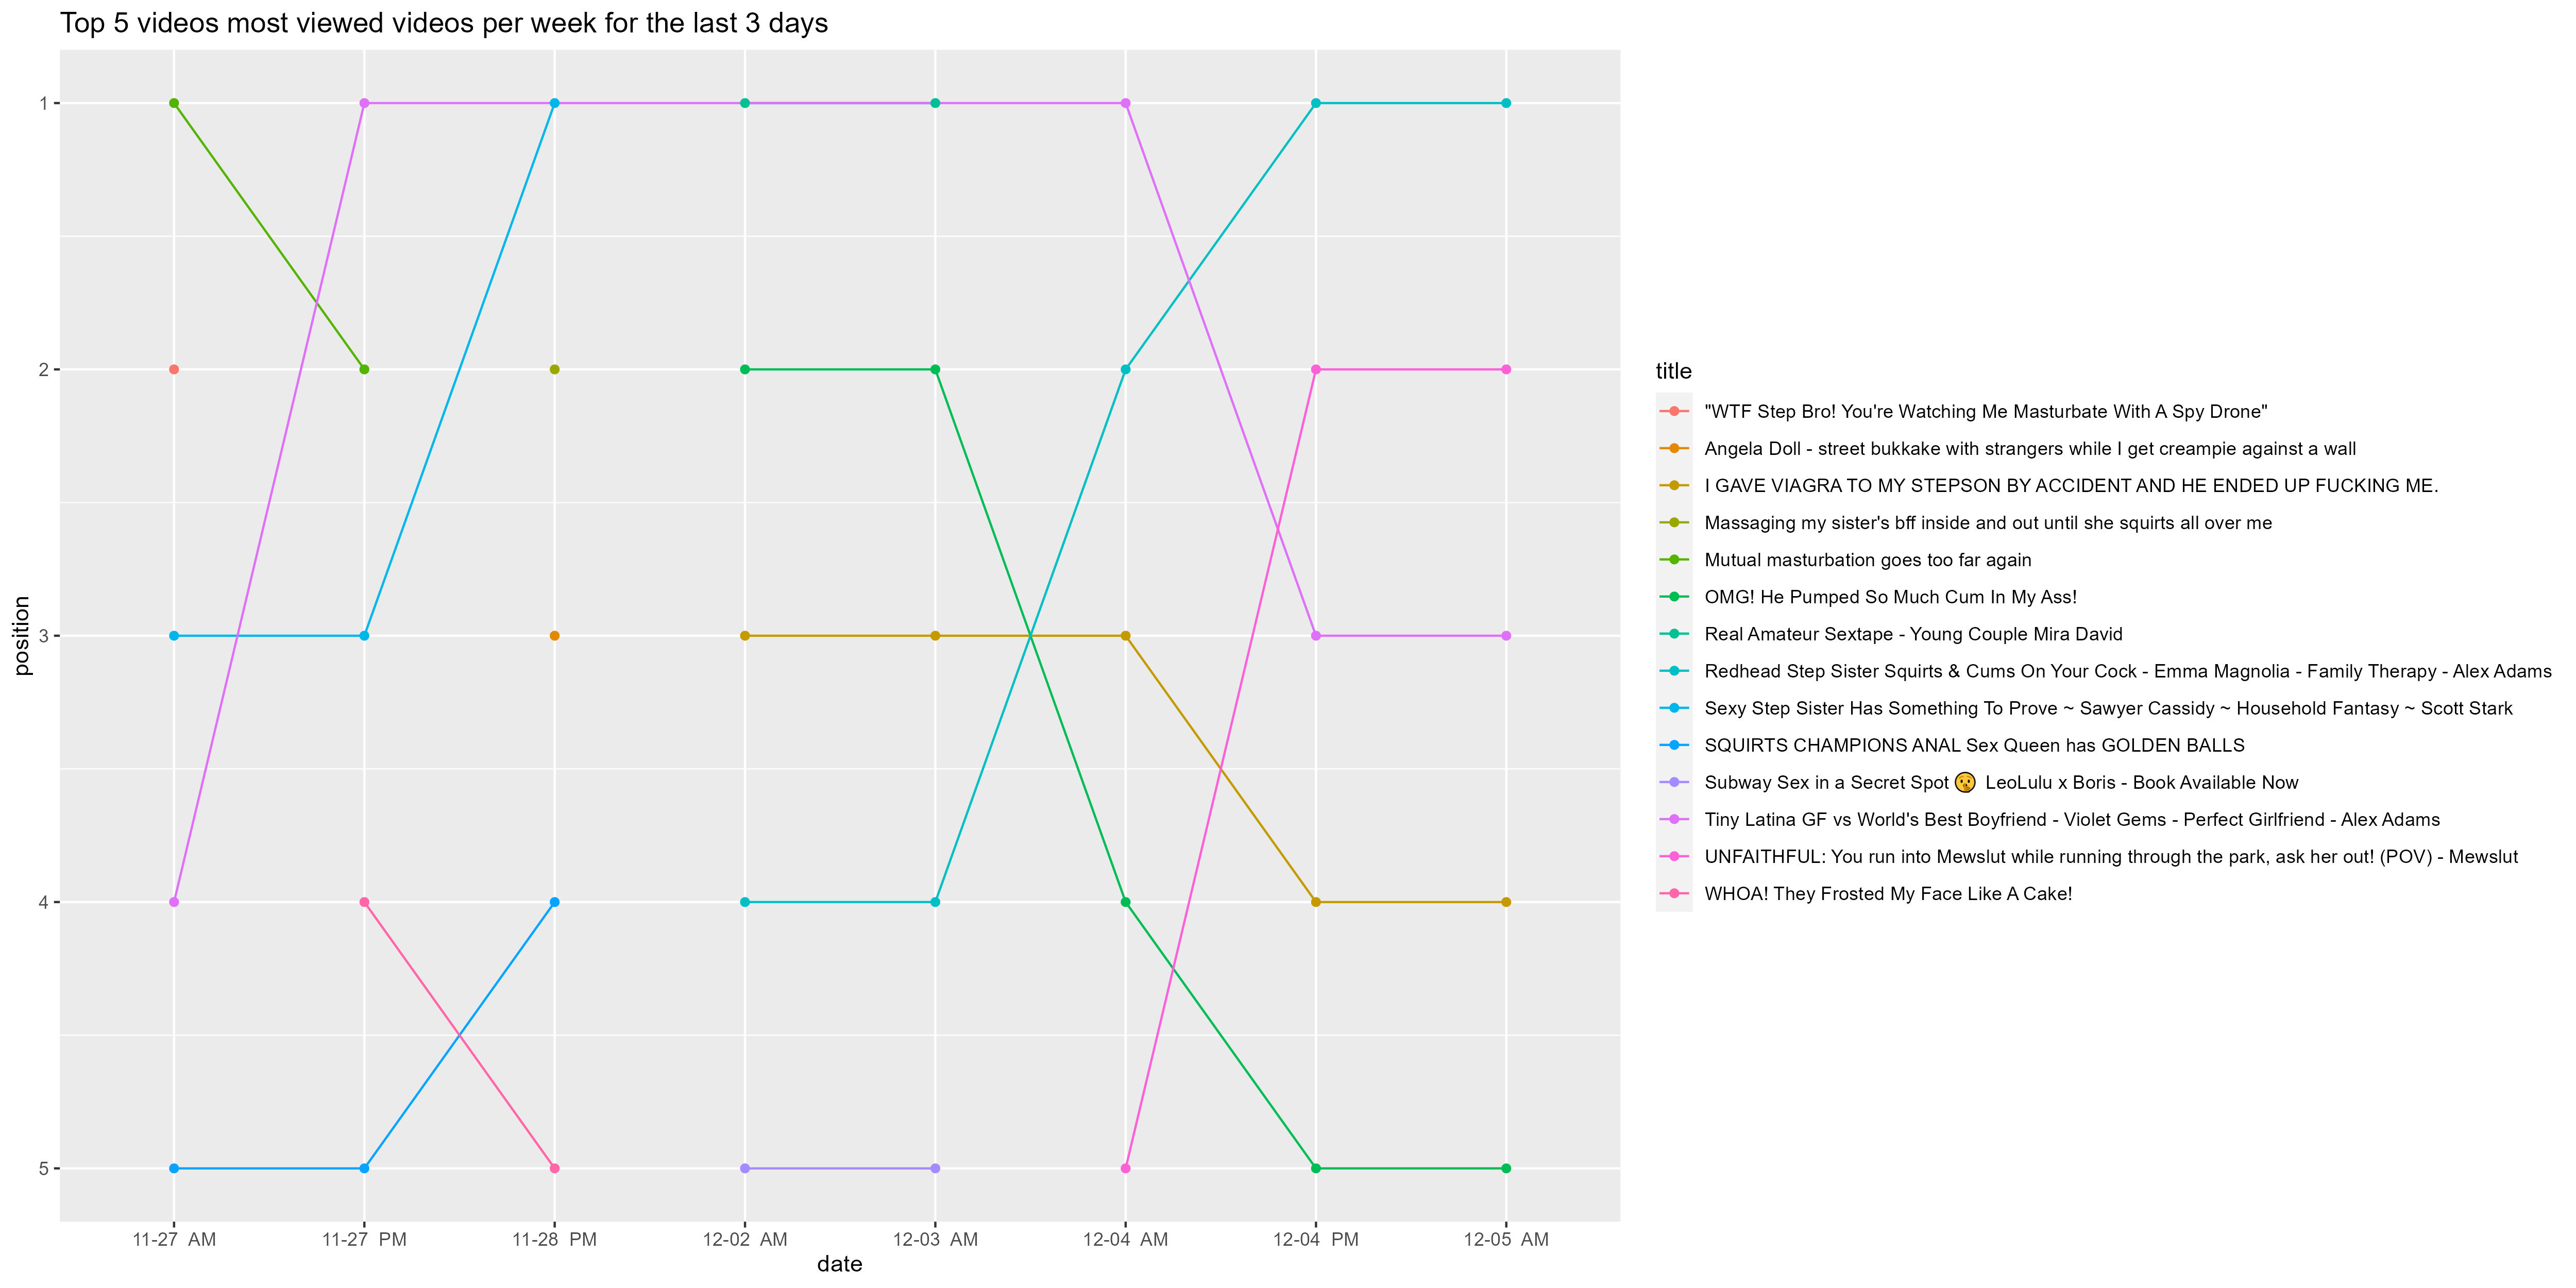 Top 5 videos most viewed videos per week for the last 3 days
position
1
2
3
4
5
11-27 AM
11-27 PM
11-28 PM
12-02 AM
12-03 AM
12-04 AM
12-04 PM
12-05 AM
date
title
"WTF Step Bro! You're Watching Me Masturbate With A Spy Drone"
Angela Doll - street bukkake with strangers while I get creampie against a wall
I GAVE VIAGRA TO MY STEPSON BY ACCIDENT AND HE ENDED UP FUCKING ME.
Massaging my sister's bff inside and out until she squirts all over me
Mutual masturbation goes too far again
OMG! He Pumped So Much Cum In My Ass!
Real Amateur Sextape - Young Couple Mira David
Redhead Step Sister Squirts & Cums On Your Cock - Emma Magnolia - Family Therapy - Alex Adams
Sexy Step Sister Has Something To Prove ~ Sawyer Cassidy ~ Household Fantasy ~ Scott Stark
SQUIRTS CHAMPIONS ANAL Sex Queen has GOLDEN BALLS
Subway Sex in a Secret Spot 🤫 LeoLulu x Boris - Book Available Now
Tiny Latina GF vs World's Best Boyfriend - Violet Gems - Perfect Girlfriend - Alex Adams
UNFAITHFUL: You run into Mewslut while running through the park, ask her out! (POV) - Mewslut
WHOA! They Frosted My Face Like A Cake!